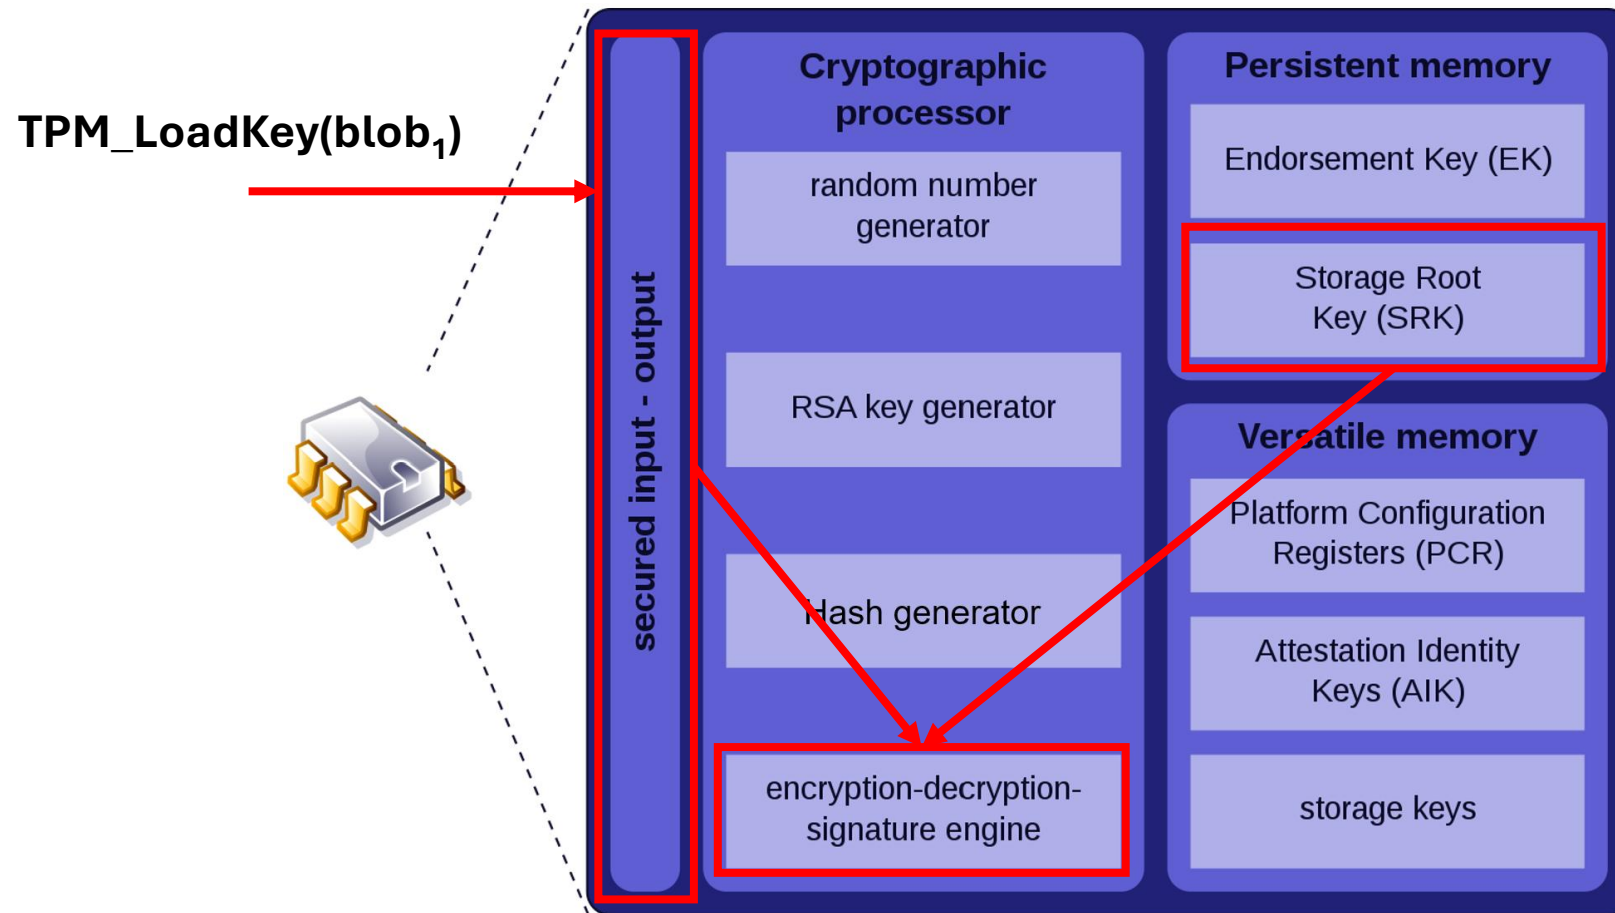 TPM_LoadKey(blob₁)
secured input - output
Cryptographic
processor
random number
generator
RSA key generator
Hash generator
encryption-decryption-
signature engine
Persistent memory
Endorsement Key (EK)
Storage Root
Key (SRK)
Versatile memory
Platform Configuration
Registers (PCR)
Attestation Identity
Keys (AIK)
storage keys